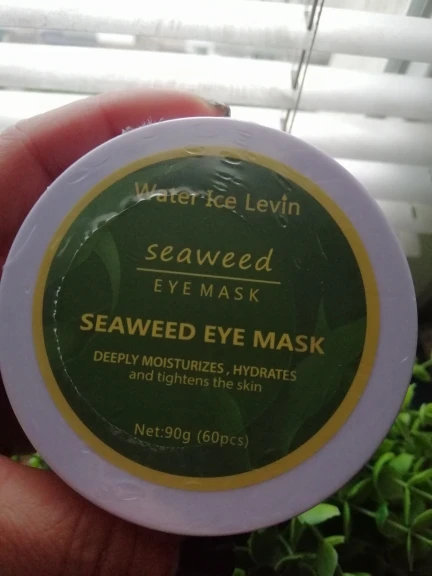 Water Ice Levin
seaweed
EYE MASK
SEAWEED EYE MASK
DEEPLY MOISTURIZES , HYDRATES
and tightens the skin
Net:90g (60pcs)